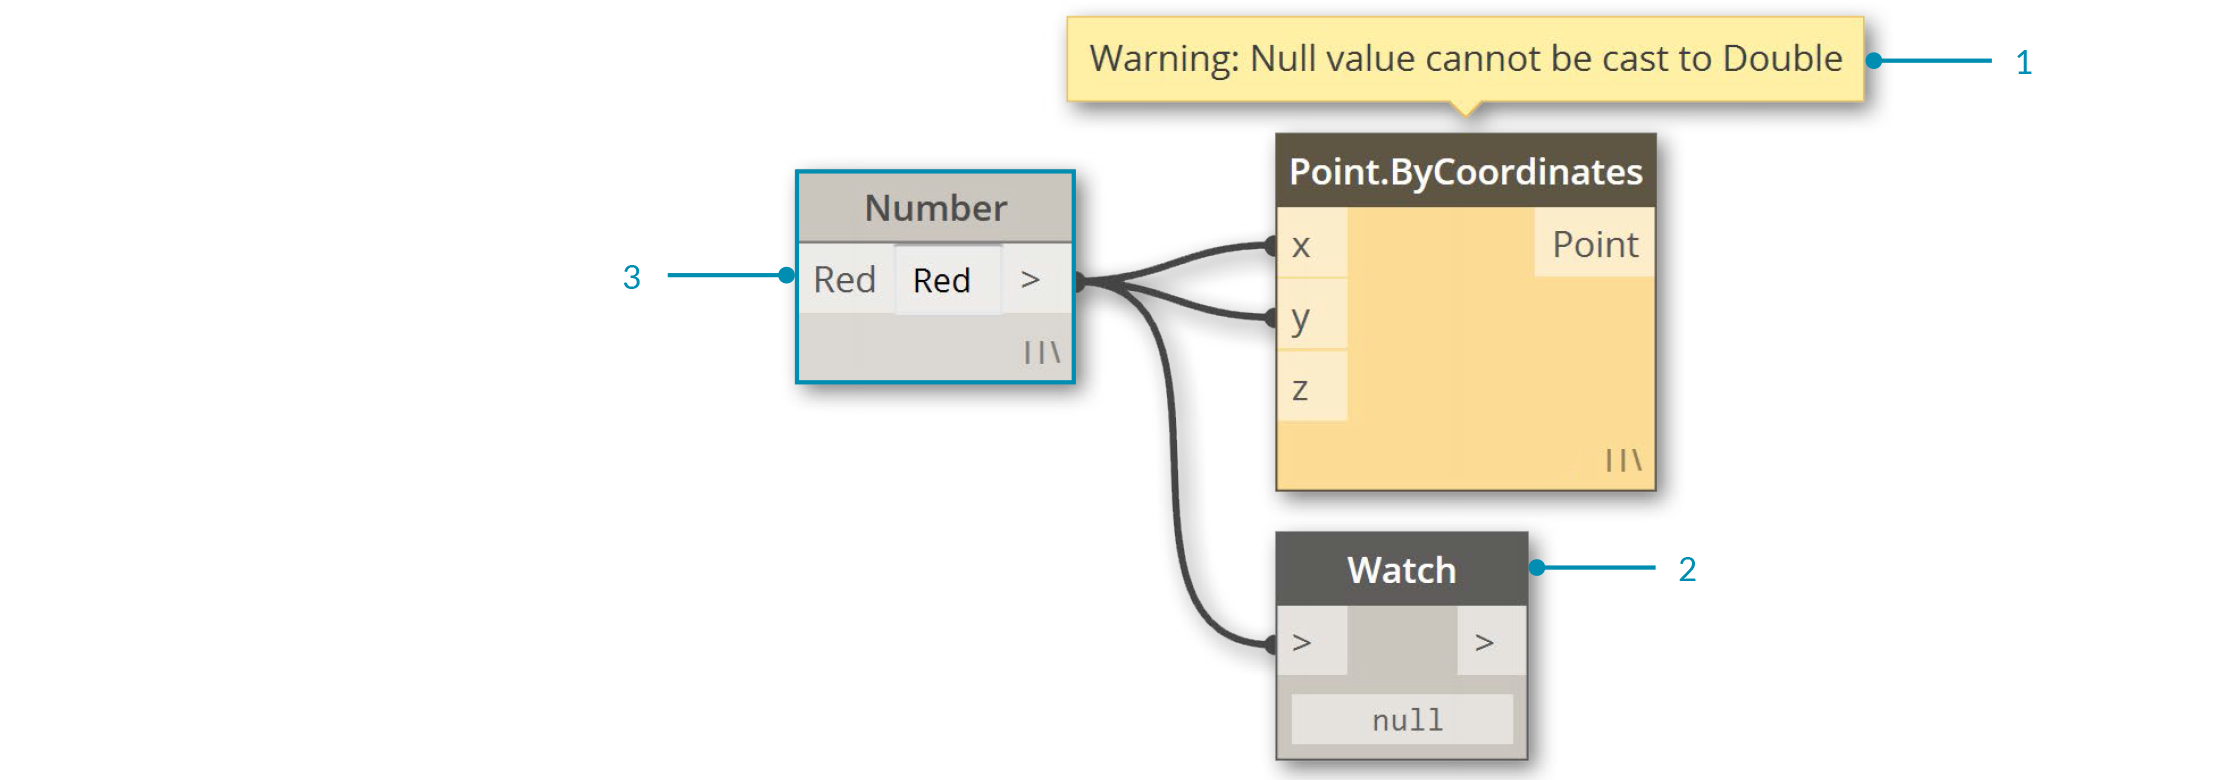 Warning: Null value cannot be cast to Double
1
Point.ByCoordinates
Number
x
Point
3
Red
Red
>
y
z
Watch
2
>
>
null